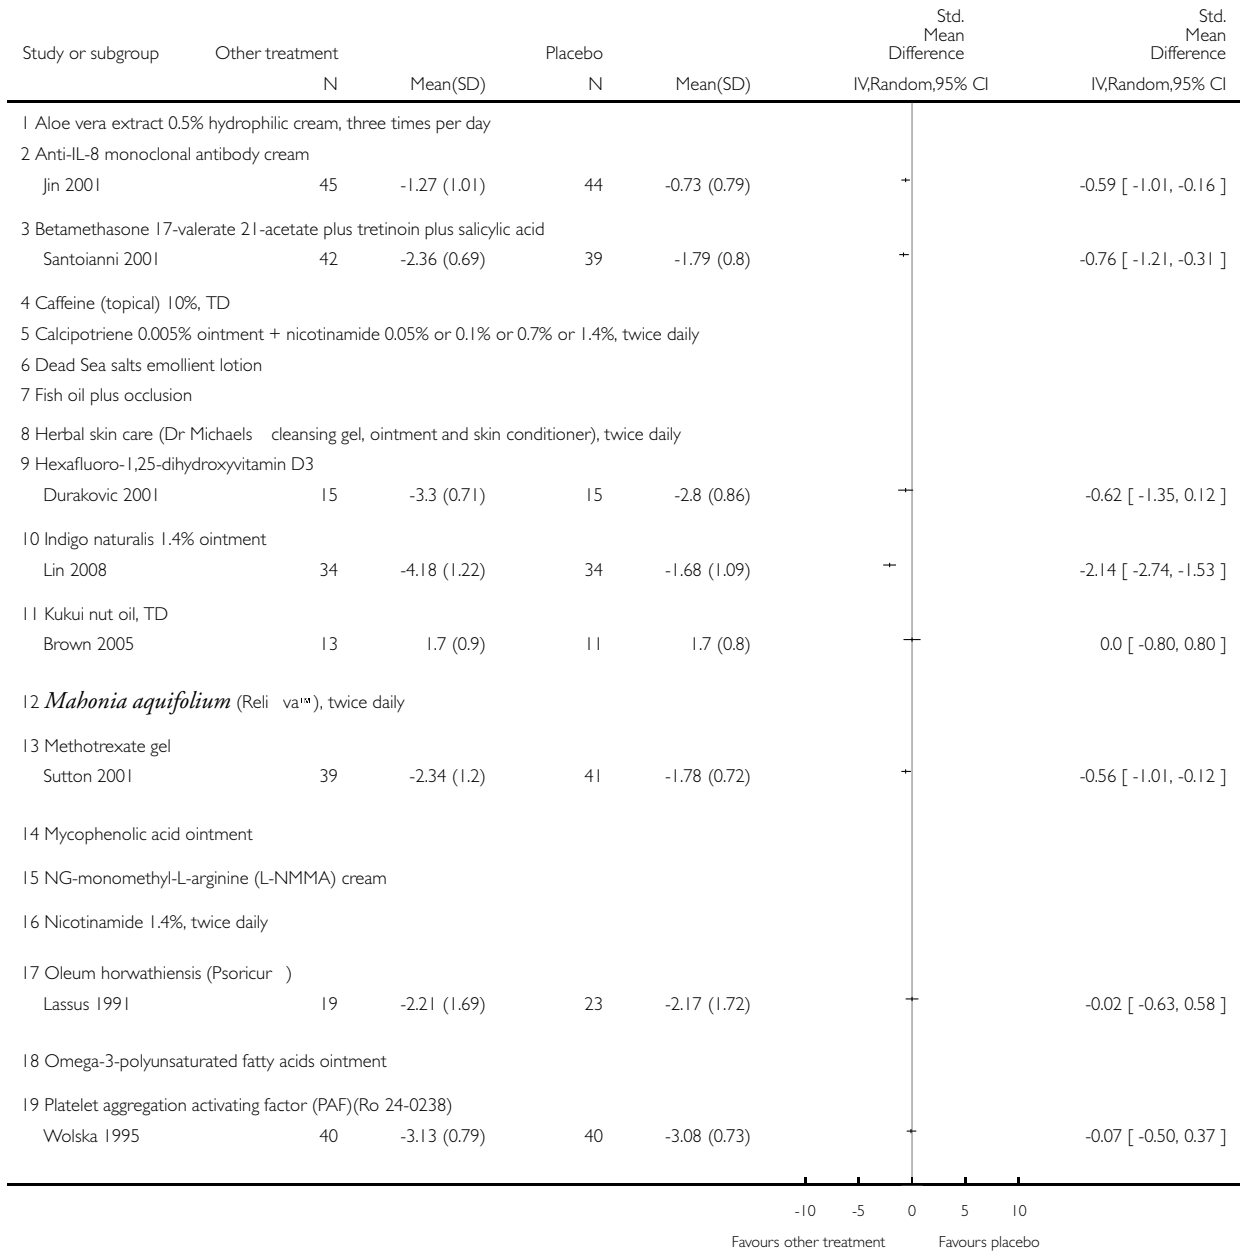 Std. Mean Difference Std. Mean Difference
Study or subgroup Other treatment Placebo
N Mean(SD) N Mean(SD) IV,Random,95% CI IV,Random,95% CI
1 Aloe vera extract 0.5% hydrophilic cream, three times per day
2 Anti-IL-8 monoclonal antibody cream
Jin 2001 45 -1.27 (1.01) 44 -0.73 (0.79) -0.59 [ -1.01, -0.16 ]
3 Betamethasone 17-valerate 21-acetate plus tretinoin plus salicylic acid
Santoianni 2001 42 -2.36 (0.69) 39 -1.79 (0.8) -0.76 [ -1.21, -0.31 ]
4 Caffeine (topical) 10%, TD
5 Calcipotriene 0.005% ointment + nicotinamide 0.05% or 0.1% or 0.7% or 1.4%, twice daily
6 Dead Sea salts emollient lotion
7 Fish oil plus occlusion
8 Herbal skin care (Dr Michaels cleansing gel, ointment and skin conditioner), twice daily
9 Hexafluoro-1,25-dihydroxyvitamin D3
Durakovic 2001 15 -3.3 (0.71) 15 -2.8 (0.86) -0.62 [ -1.35, 0.12 ]
10 Indigo naturalis 1.4% ointment
Lin 2008 34 -4.18 (1.22) 34 -1.68 (1.09) -2.14 [ -2.74, -1.53 ]
11 Kukui nut oil, TD
Brown 2005 13 1.7 (0.9) 11 1.7 (0.8) 0.0 [ -0.80, 0.80 ]
12 Mahonia aquifolium (Reli va™), twice daily
13 Methotrexate gel
Sutton 2001 39 -2.34 (1.2) 41 -1.78 (0.72) -0.56 [ -1.01, -0.12 ]
14 Mycophenolic acid ointment
15 NG-monomethyl-L-arginine (L-NMMA) cream
16 Nicotinamide 1.4%, twice daily
17 Oleum horwathiensis (Psoricur )
Lassus 1991 19 -2.21 (1.69) 23 -2.17 (1.72) -0.02 [ -0.63, 0.58 ]
18 Omega-3-polyunsaturated fatty acids ointment
19 Platelet aggregation activating factor (PAF)(Ro 24-0238)
Wolska 1995 40 -3.13 (0.79) 40 -3.08 (0.73) -0.07 [ -0.50, 0.37 ]
-10 -5 0 5 10
Favours other treatment Favours placebo